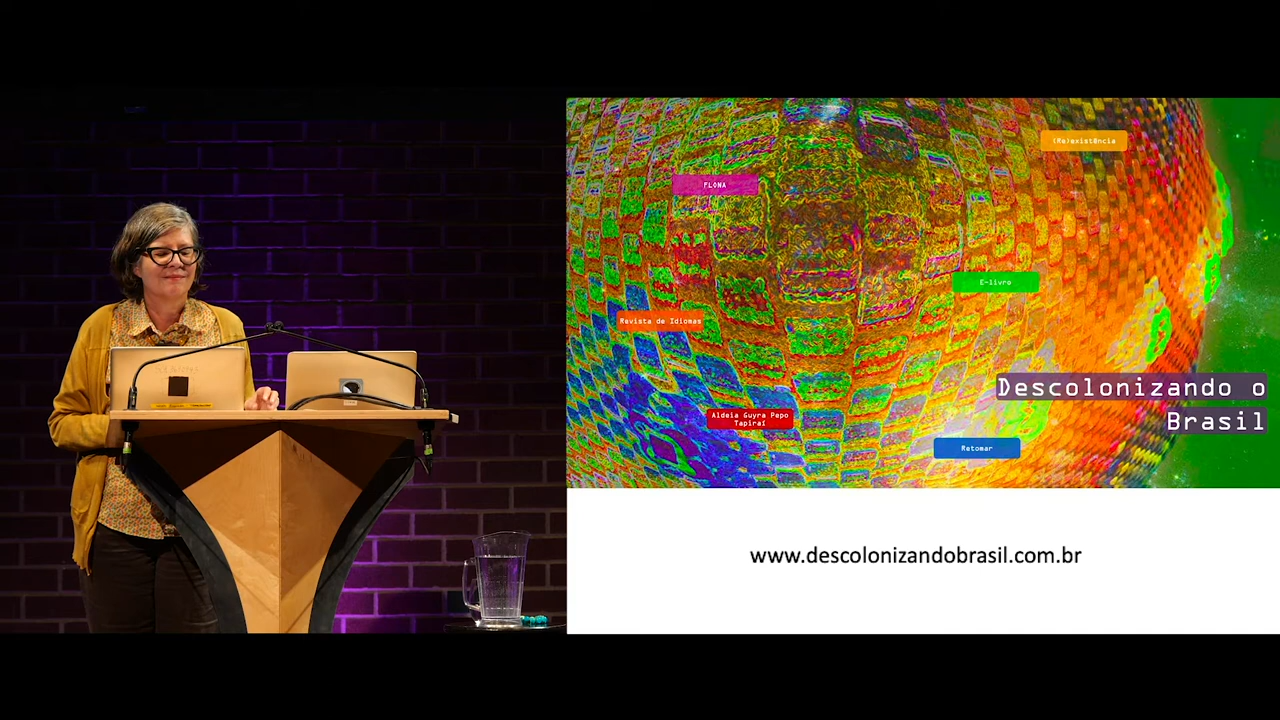 (Re)existência
FLONA
E-livro
Revista de Idiomas
Descolonizando o
Brasil
Aldeia Guyra Pepo
Tapiraí
Retomar
www.descolonizandobrasil.com.br